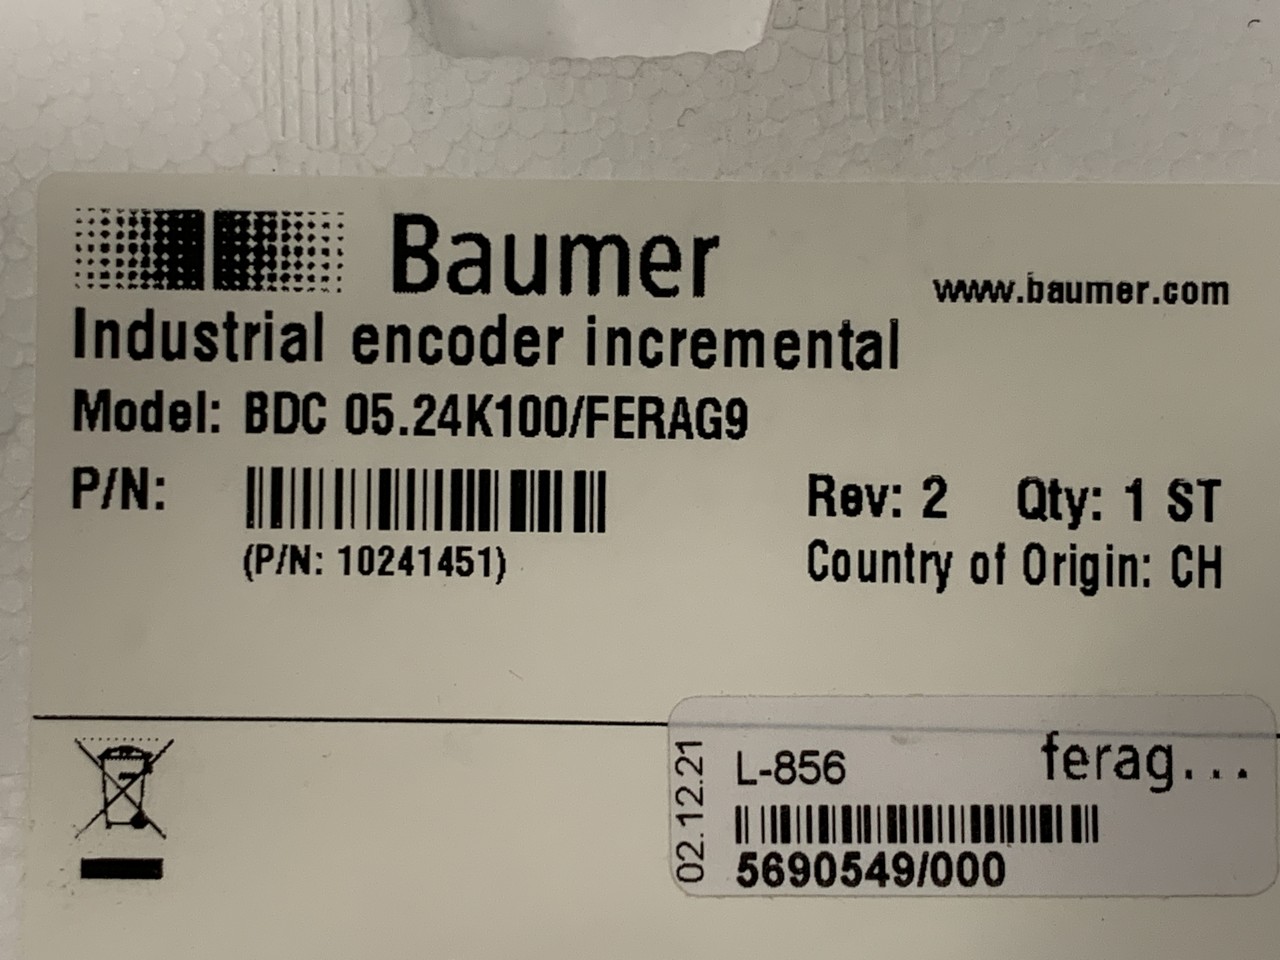 Baumer
www.baumer.com
Industrial encoder incremental
Model: BDC 05.24K100/FERAG9
P/N:
(P/N: 10241451)
Rev: 2 Qty: 1 ST
Country of Origin: CH
02.12.21
L-856
ferag...
5690549/000